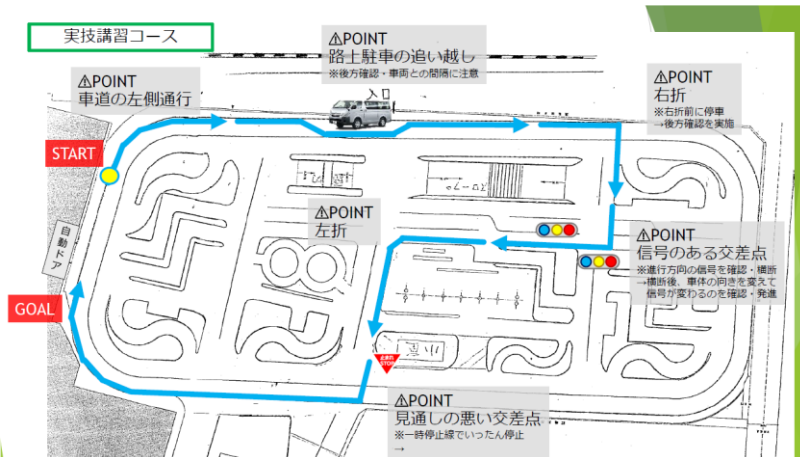 実技講習コース
⚠POINT
車道の左側通行
⚠POINT
路上駐車の追い越し
※後方確認・車両との間隔に注意
入口
⚠POINT
右折
※右折前に停車
→後方確認を実施
START
スロープ
⚠POINT
左折
自動ドア
⚠POINT
信号のある交差点
※進行方向の信号を確認・横断
→横断後、車体の向きを変えて
信号が変わるのを確認・発進
GOAL
STOP
⚠POINT
見通しの悪い交差点
※一時停止線でいったん停止
→